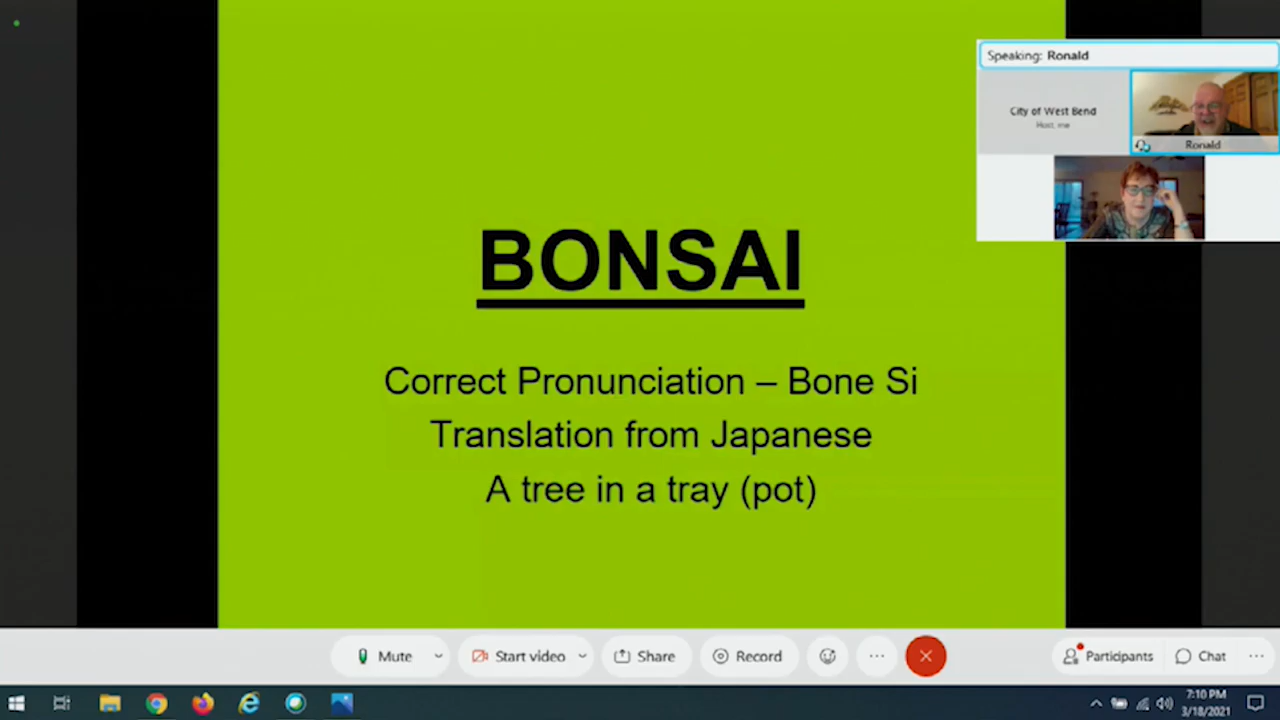 Speaking: Ronald
City of West Bend
Host, me
Ronald
BONSAI
Correct Pronunciation – Bone Si
Translation from Japanese
A tree in a tray (pot)
Mute
Start video
Share
Record
Participants
Chat
7:10 PM
3/18/2021